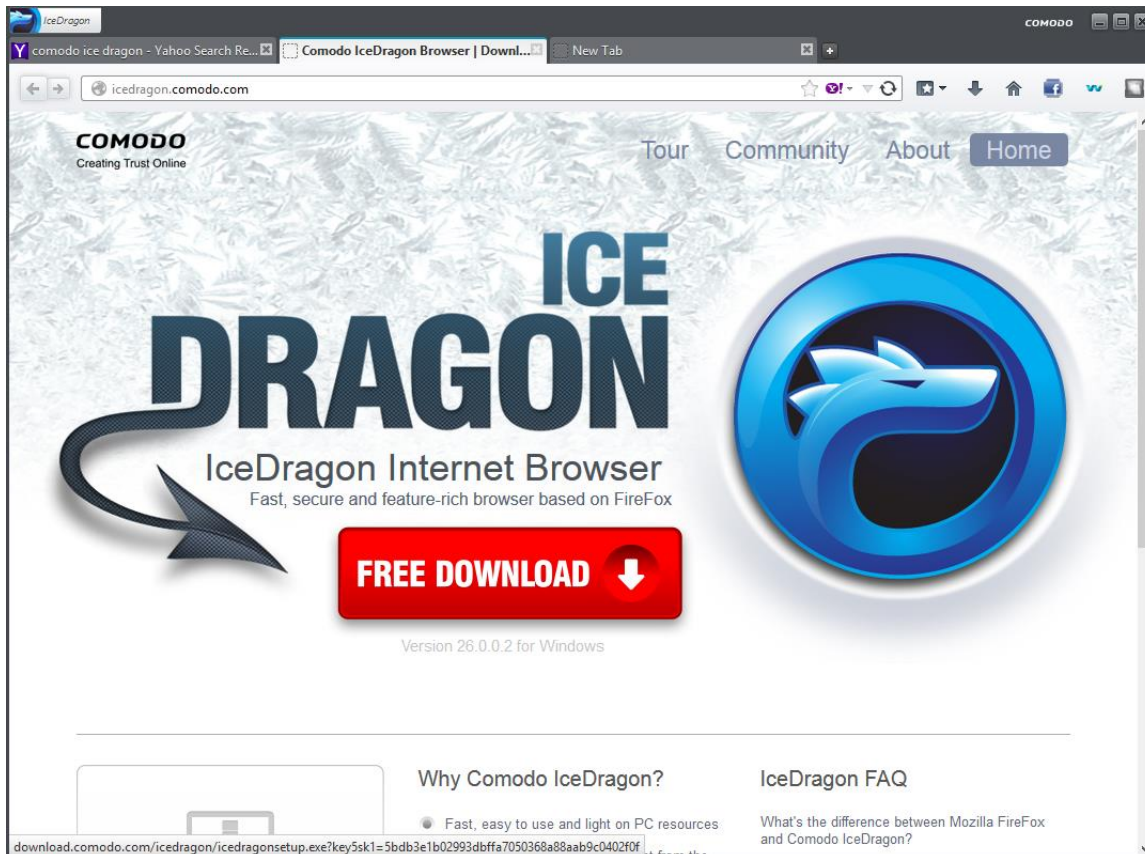 IceDragon
COMODO
comodo ice dragon - Yahoo Search Re...
Comodo IceDragon Browser | Downl...
New Tab
icedragon.comodo.com
COMODO
Creating Trust Online
Tour Community About Home
ICE
DRAGON
IceDragon Internet Browser
Fast, secure and feature-rich browser based on FireFox
FREE DOWNLOAD
Version 26.0.0.2 for Windows
Why Comodo IceDragon?
Fast, easy to use and light on PC resources
IceDragon FAQ
What's the difference between Mozilla FireFox
and Comodo IceDragon?
download.comodo.com/icedragon/icedragonsetup.exe?key5sk1=5bdb3e1b02993dbffa7050368a88aab9c0402f0f